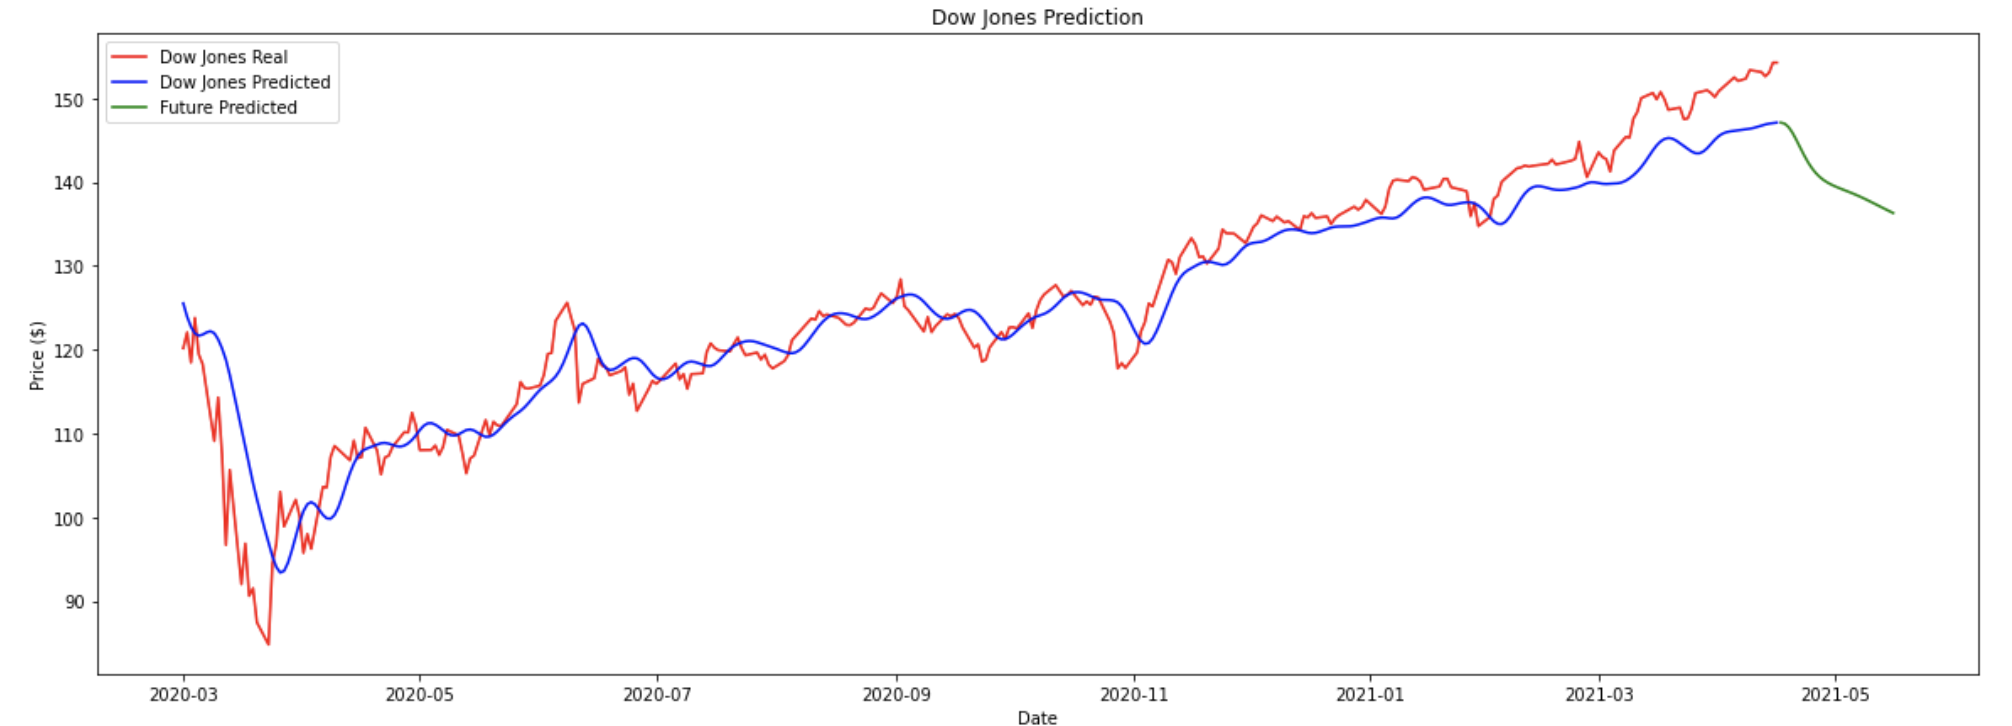 Dow Jones Prediction
Dow Jones Real
Dow Jones Predicted
Future Predicted
Price ($)
150
140
130
120
110
100
90
2020-03 2020-05 2020-07 2020-09 2020-11 2021-01 2021-03 2021-05
Date